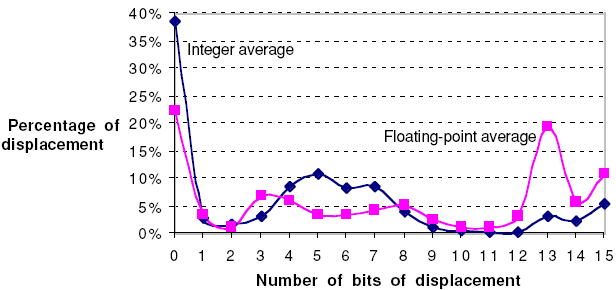 40%
35%
30%
25%
20%
15%
10%
5%
0%
Integer average
Floating-point average
Percentage of
displacement
0 1 2 3 4 5 6 7 8 9 10 11 12 13 14 15
Number of bits of displacement